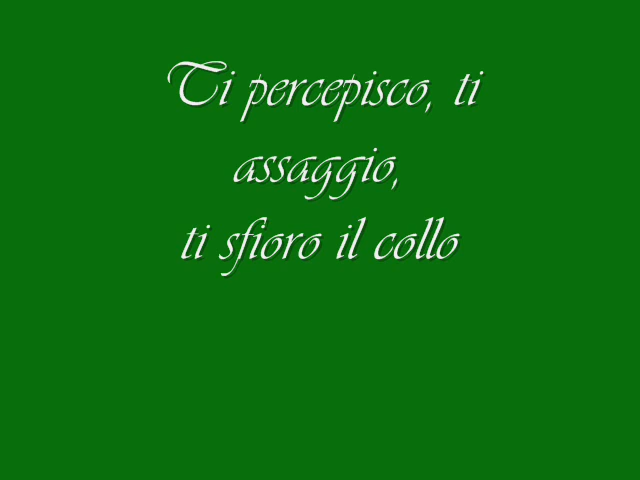 Ti percepisco, ti
assaggio,
ti sfioro il collo